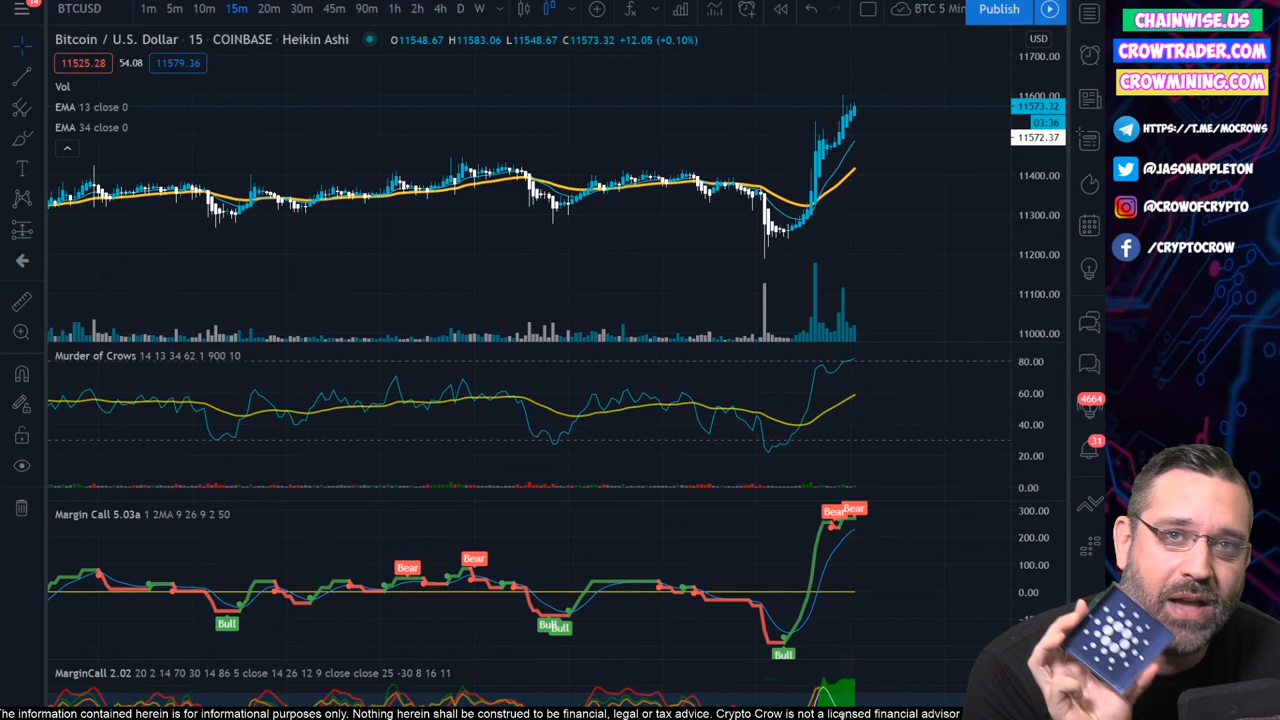 14
BTCUSD 1m 5m 10m 15m 20m 30m 45m 90m 1h 2h 4h D W BTC 5 Min Publish
Bitcoin / U.S. Dollar · 15 · COINBASE · Heikin Ashi O11548.67 H11583.06 L11548.67 C11573.32 +12.05 (+0.10%)
USD
11525.28 54.08 11579.36
Vol
EMA 13 close 0
EMA 34 close 0
11700.00
11600.00
11573.32
03:36
11572.37
11400.00
11300.00
11200.00
11100.00
11000.00
Murder of Crows 14 13 34 62 1 900 10
80.00
60.00
40.00
20.00
0.00
Margin Call 5.03a 1 2MA 9 26 9 2 50
Bull
Bear
Bear
Bull
Bull
Bull
Bear
Bear
300.00
200.00
100.00
0.00
MarginCall 2.02 20 2 14 70 30 14 86 5 close 14 26 12 9 close close 25 -30 8 16 11
4664
31
CHAINWISE.US
CROWTRADER.COM
CROWMINING.COM
HTTPS://T.ME/MOCROWS
@JASONAPPLETON
@CROWOFCRYPTO
/CRYPTOCROW
The information contained herein is for informational purposes only. Nothing herein shall be construed to be financial, legal or tax advice. Crypto Crow is not a licensed financial advisor